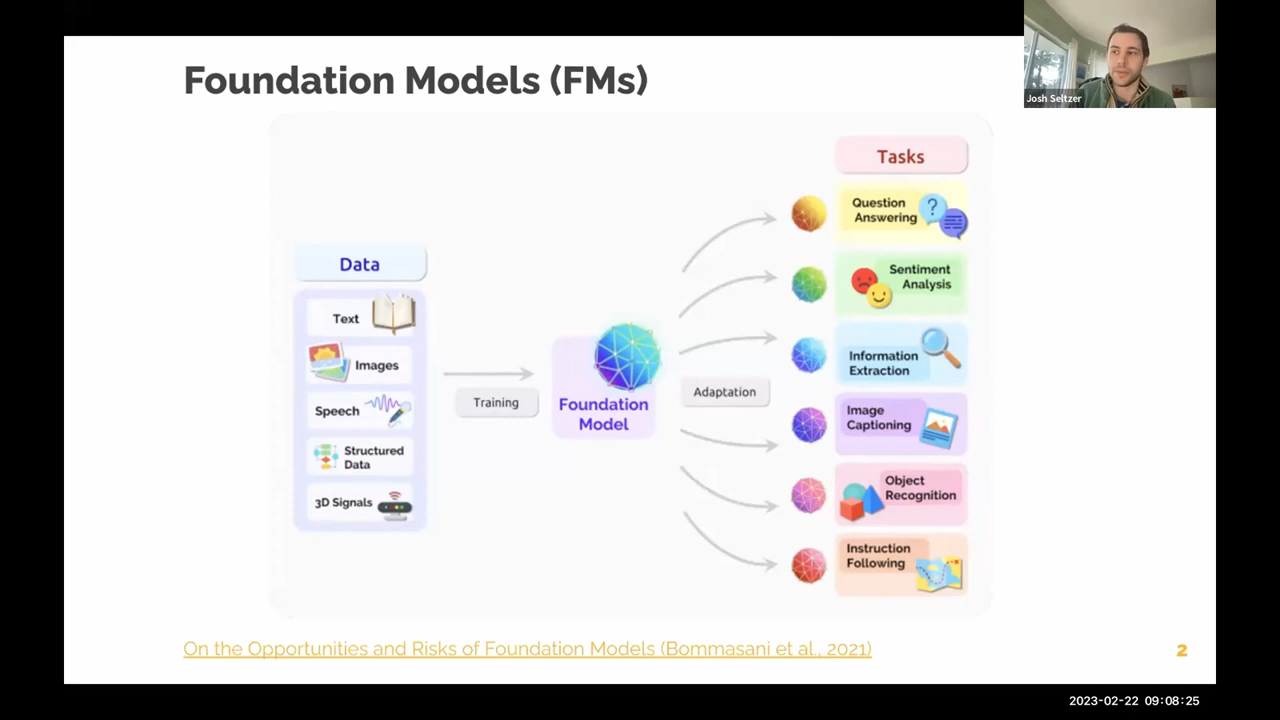 Foundation Models (FMs)
Josh Seltzer
Tasks
Question
Answering
?
Sentiment
Analysis
Data
Text
Images
Speech
Structured
Data
3D Signals
Training
Foundation
Model
Adaptation
Information
Extraction
Image
Captioning
Object
Recognition
Instruction
Following
On the Opportunities and Risks of Foundation Models (Bommasani et al., 2021)
2
2023-02-22 09:08:25